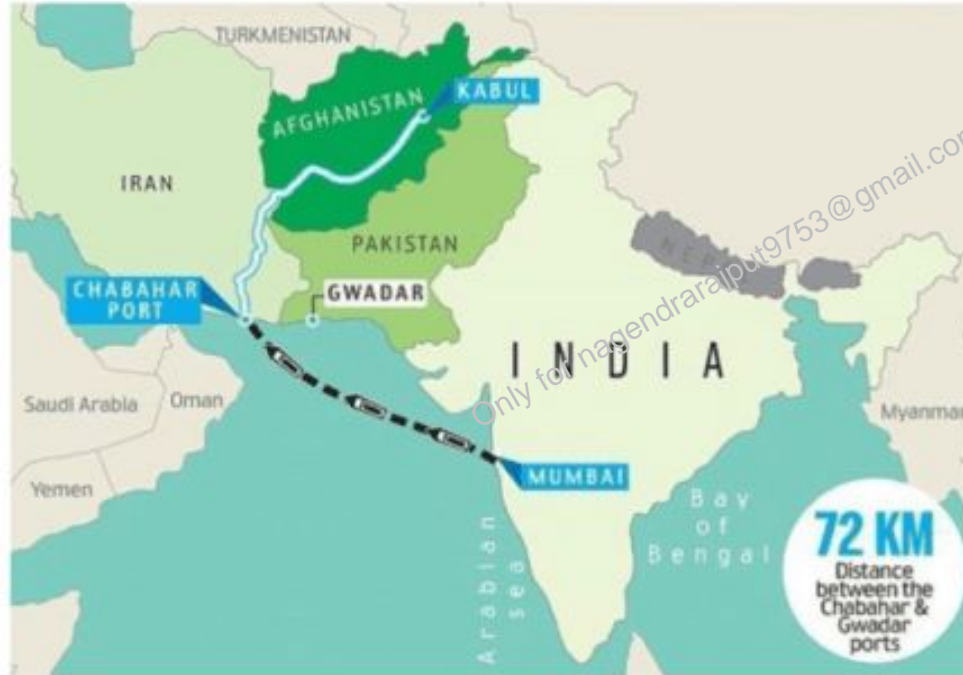 TURKMENISTAN
AFGHANISTAN
KABUL
IRAN
PAKISTAN
NEPAL
CHABAHAR
PORT
GWADAR
INDIA
Only for nagendrarajput9753@gmail.com
Saudi Arabia
Oman
Myanmar
Yemen
MUMBAI
Arabian
sea
Bay
of
Bengal
72 KM
Distance
between the
Chabahar &
Gwadar
ports